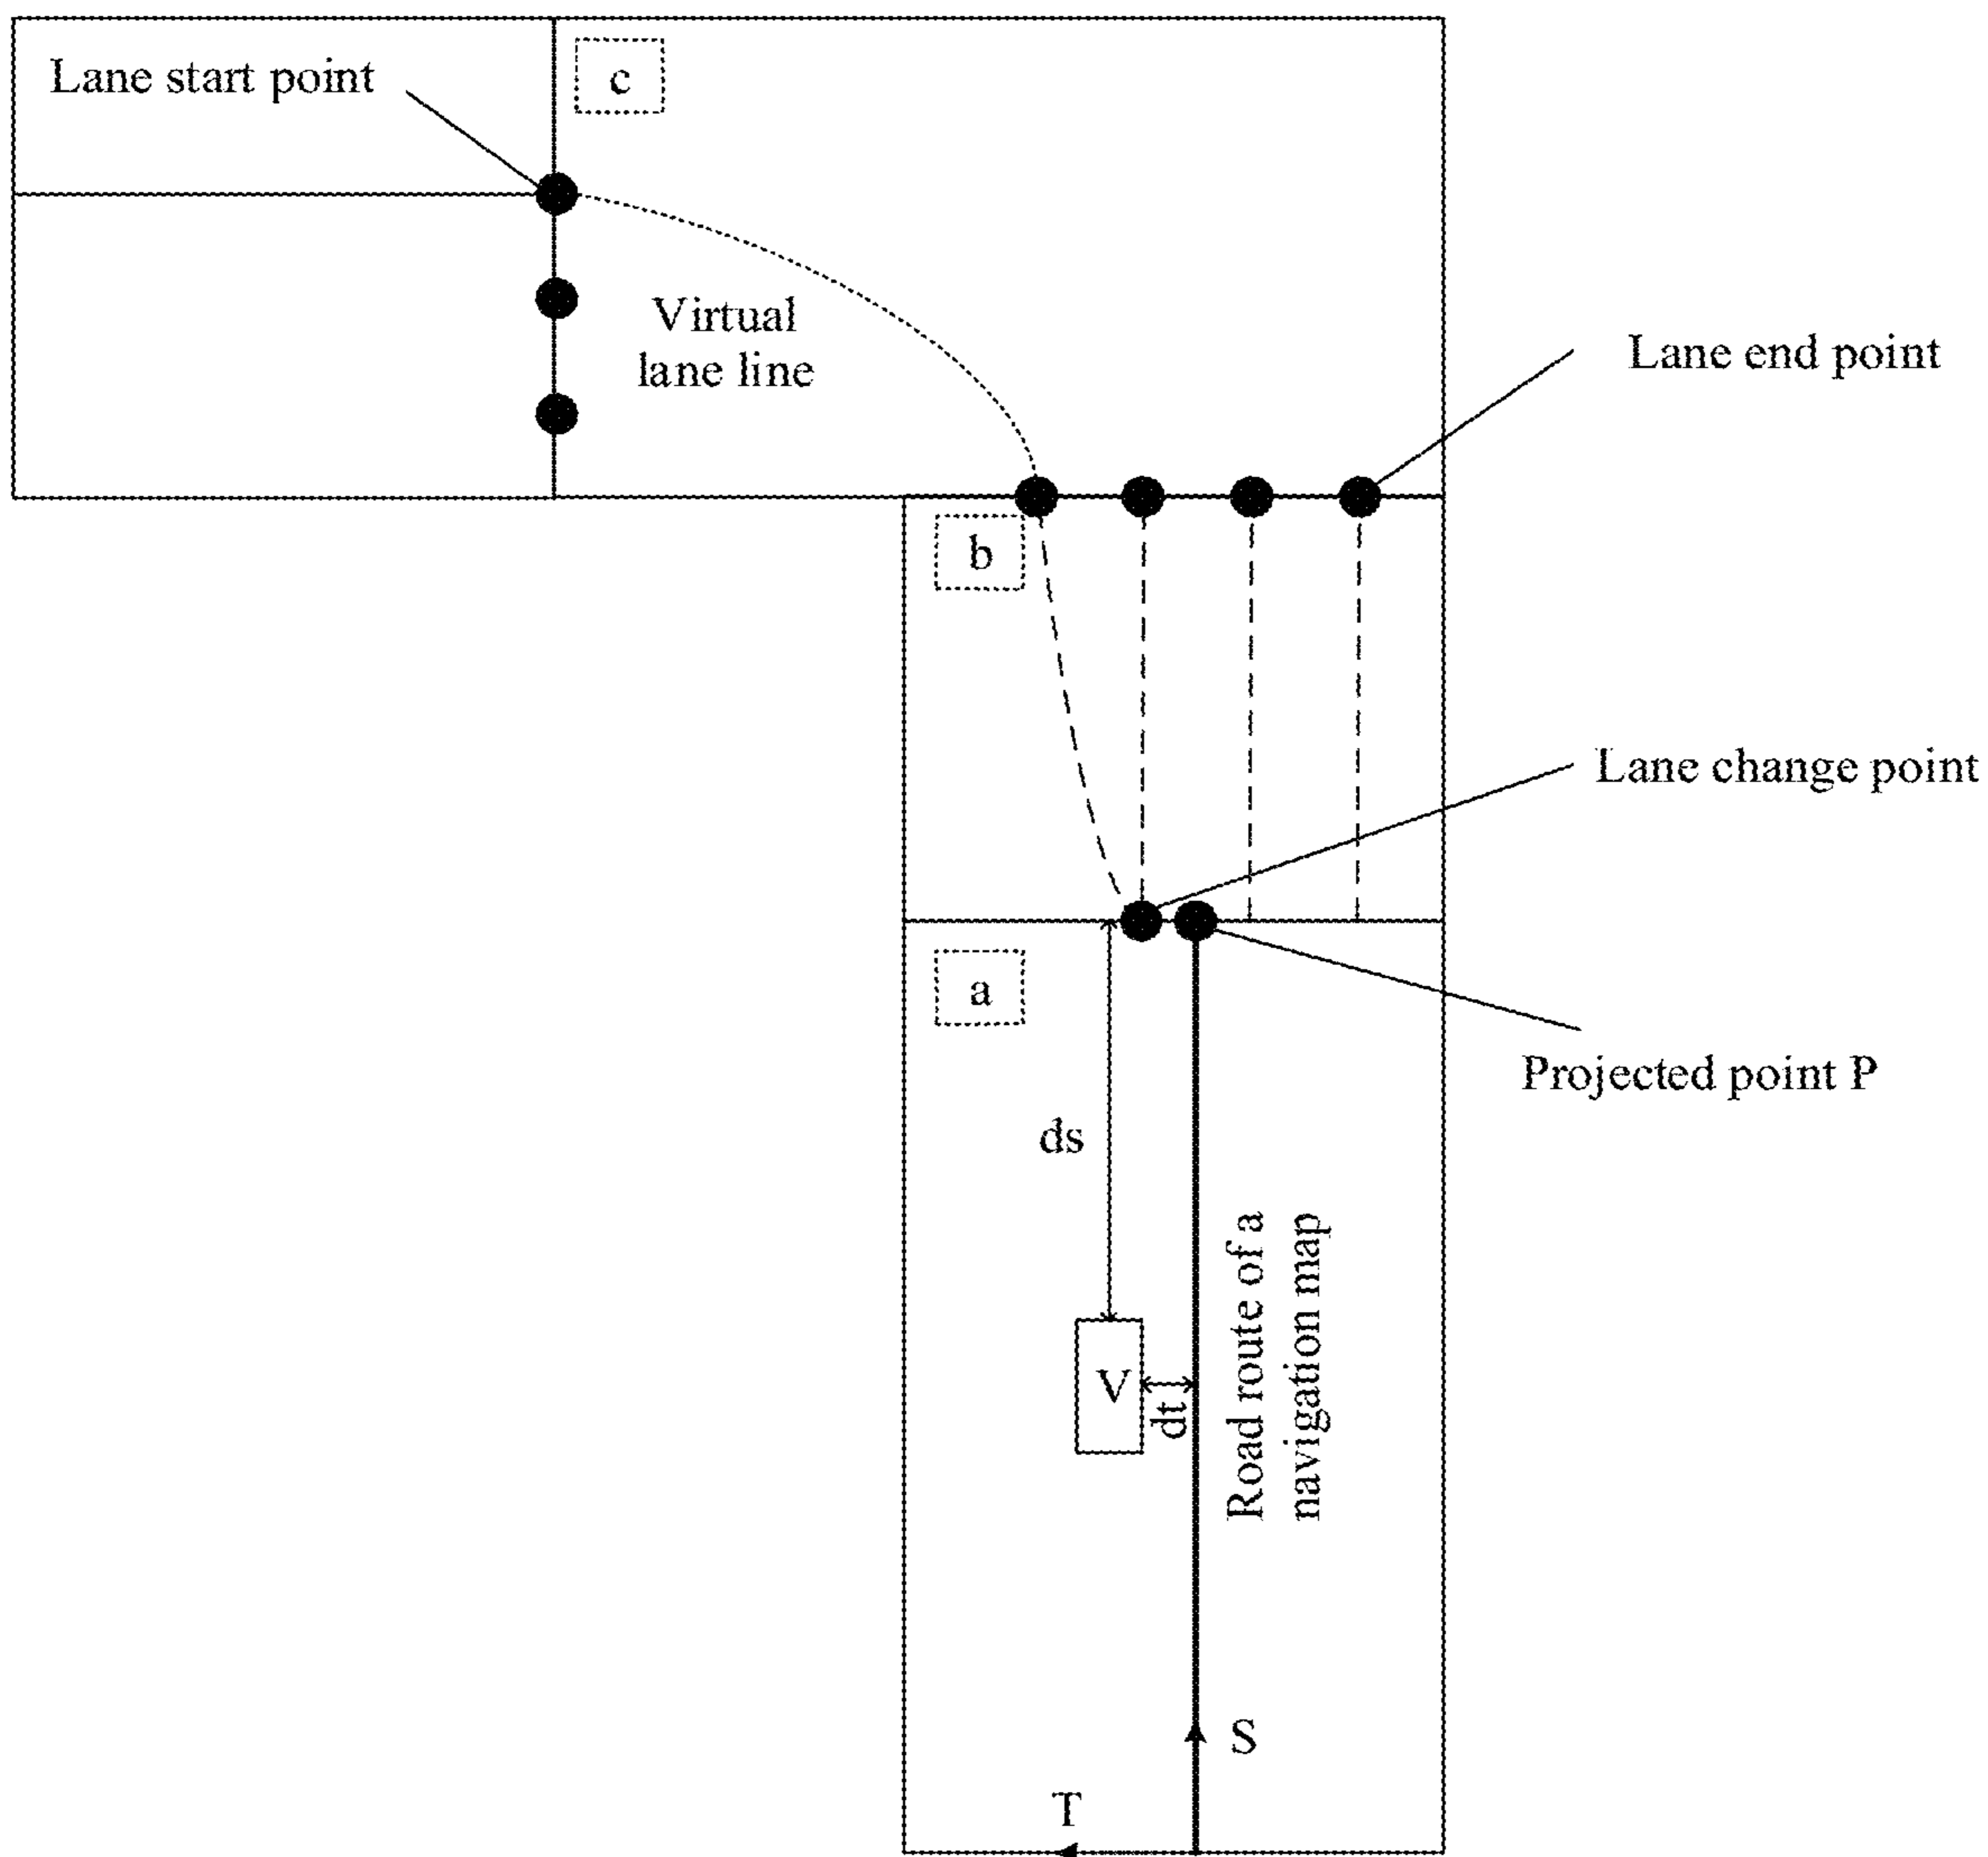 Lane start point
c
Virtual
lane line
Lane end point
b
Lane change point
a
Projected point P
ds
Road route of a
navigation map
V
dt
S
T